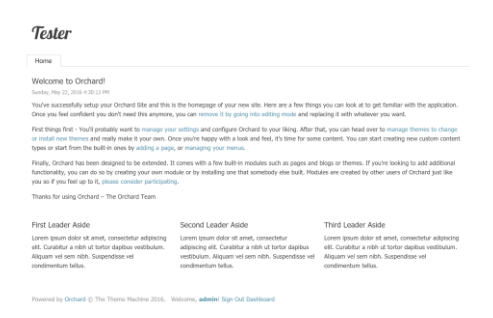 Tester
Home
Welcome to Orchard!
Sunday, May 22, 2016 4:30:13 PM
You've successfully setup your Orchard Site and this is the homepage of your new site. Here are a few things you can look at to get familiar with the application.
Once you feel confident you don't need this anymore, you can remove it by going into editing mode and replacing it with whatever you want.
First things first - You'll probably want to manage your settings and configure Orchard to your liking. After that, you can head over to manage themes to change
or install new themes and really make it your own. Once you're happy with a look and feel, it's time for some content. You can start creating new custom content
types or start from the built-in ones by adding a page, or managing your menus.
Finally, Orchard has been designed to be extended. It comes with a few built-in modules such as pages and blogs or themes. If you're looking to add additional
functionality, you can do so by creating your own module or by installing one that somebody else built. Modules are created by other users of Orchard just like
you so if you feel up to it, please consider participating.
Thanks for using Orchard – The Orchard Team
First Leader Aside
Lorem ipsum dolor sit amet, consectetur adipiscing
elit. Curabitur a nibh ut tortor dapibus vestibulum.
Aliquam vel sem nibh. Suspendisse vel
condimentum tellus.
Second Leader Aside
Lorem ipsum dolor sit amet, consectetur adipiscing
elit. Curabitur a nibh ut tortor dapibus
vestibulum. Aliquam vel sem nibh. Suspendisse vel
condimentum tellus.
Third Leader Aside
Lorem ipsum dolor sit amet, consectetur adipiscing
elit. Curabitur a nibh ut tortor dapibus vestibulum.
Aliquam vel sem nibh. Suspendisse vel
condimentum tellus.
Powered by Orchard © The Theme Machine 2016. Welcome, admin! Sign Out Dashboard